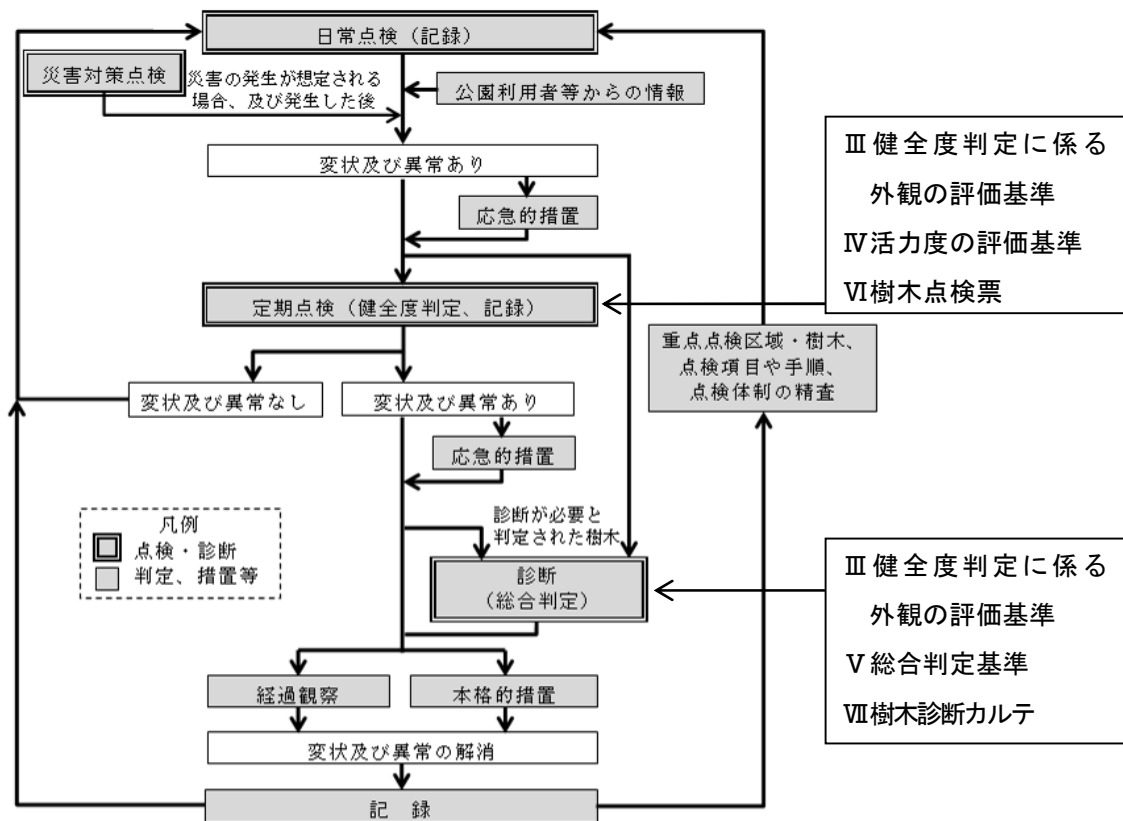 日常点検（記録）
災害対策点検
災害の発生が想定される
場合、及び発生した後
公園利用者等からの情報
変状及び異常あり
応急的措置
定期点検（健全度判定、記録）
Ⅲ健全度判定に係る
外観の評価基準
Ⅳ活力度の評価基準
Ⅵ樹木点検票
重点点検区域・樹木、
点検項目や手順、
点検体制の精査
変状及び異常なし
変状及び異常あり
応急的措置
凡例
点検・診断
判定、措置等
診断が必要と
判定された樹木
診断
（総合判定）
Ⅲ健全度判定に係る
外観の評価基準
Ⅴ総合判定基準
Ⅶ樹木診断カルテ
経過観察
本格的措置
変状及び異常の解消
記　録